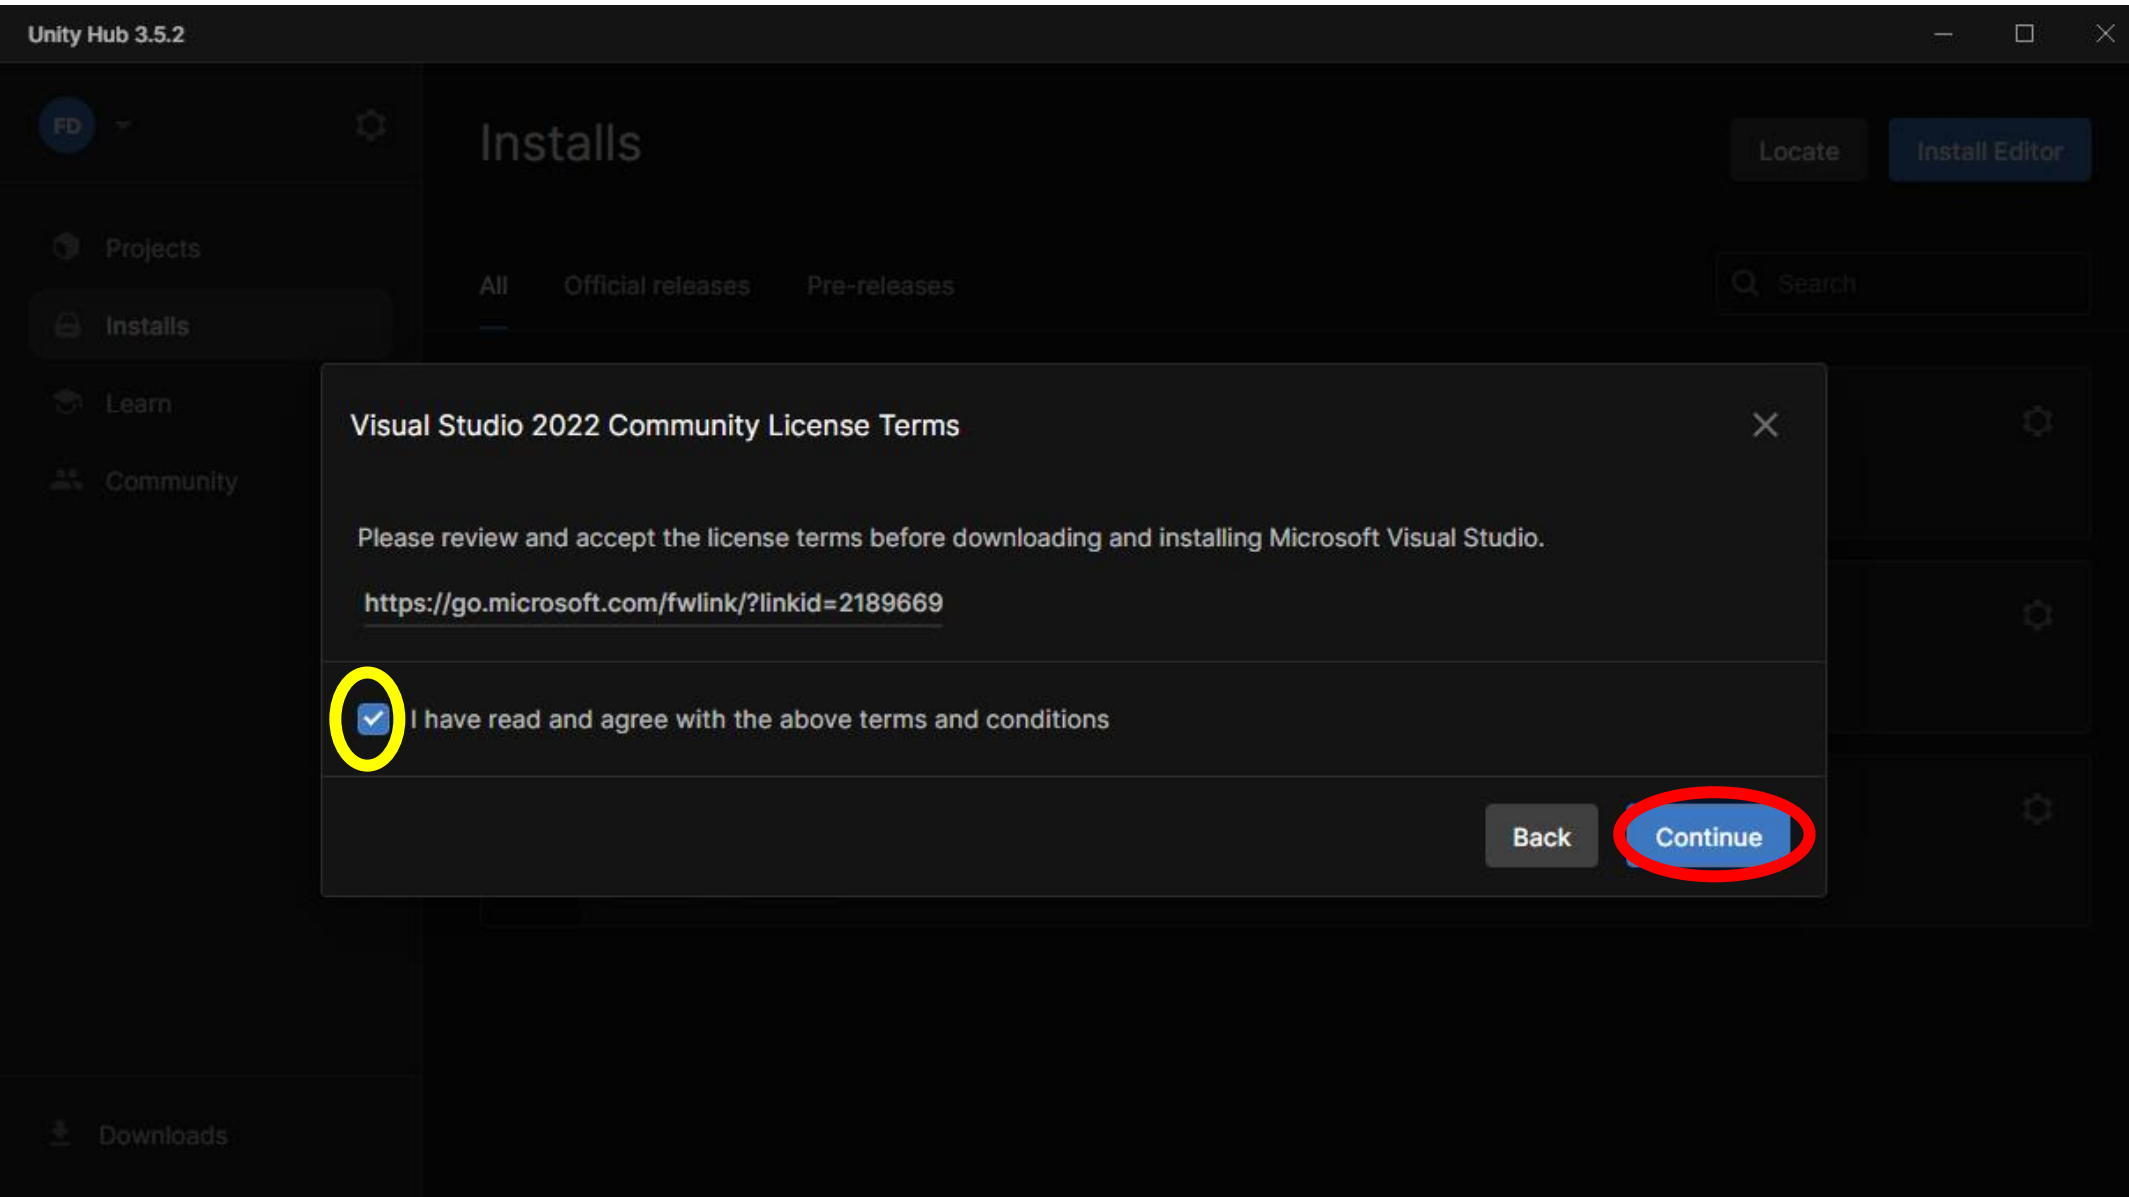 Unity Hub 3.5.2
FD
Installs
Locate
Install Editor
Projects
Installs
Learn
Community
All
Official releases
Pre-releases
Search
Visual Studio 2022 Community License Terms
Please review and accept the license terms before downloading and installing Microsoft Visual Studio.
https://go.microsoft.com/fwlink/?linkid=2189669
I have read and agree with the above terms and conditions
Back
Continue
Downloads